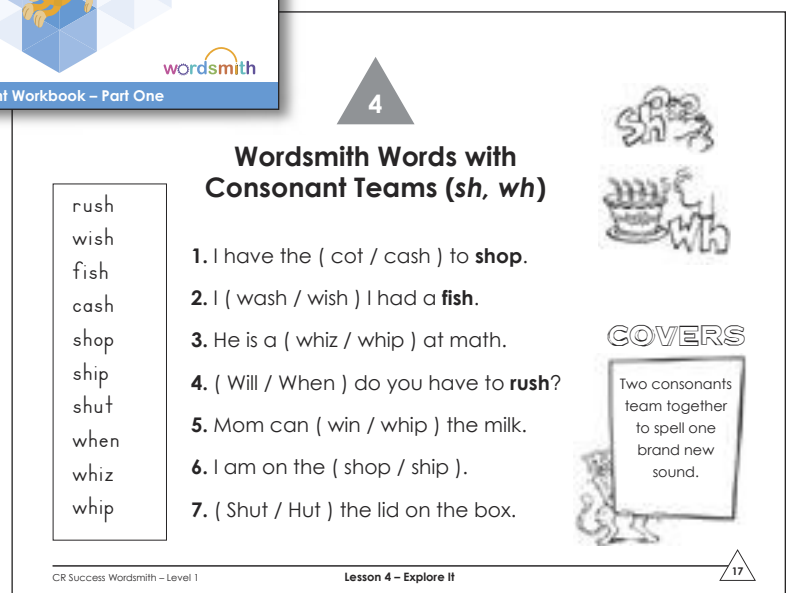 wordsmith
nt Workbook – Part One
4
Wordsmith Words with
Consonant Teams (sh, wh)
rush
wish
fish
cash
shop
ship
shut
when
whiz
whip
1. I have the ( cot / cash ) to shop.
2. I ( wash / wish ) I had a fish.
3. He is a ( whiz / whip ) at math.
4. ( Will / When ) do you have to rush?
5. Mom can ( win / whip ) the milk.
6. I am on the ( shop / ship ).
7. ( Shut / Hut ) the lid on the box.
Sh
Wh
COVERS
Two consonants
team together
to spell one
brand new
sound.
CR Success Wordsmith – Level 1
Lesson 4 – Explore It
17